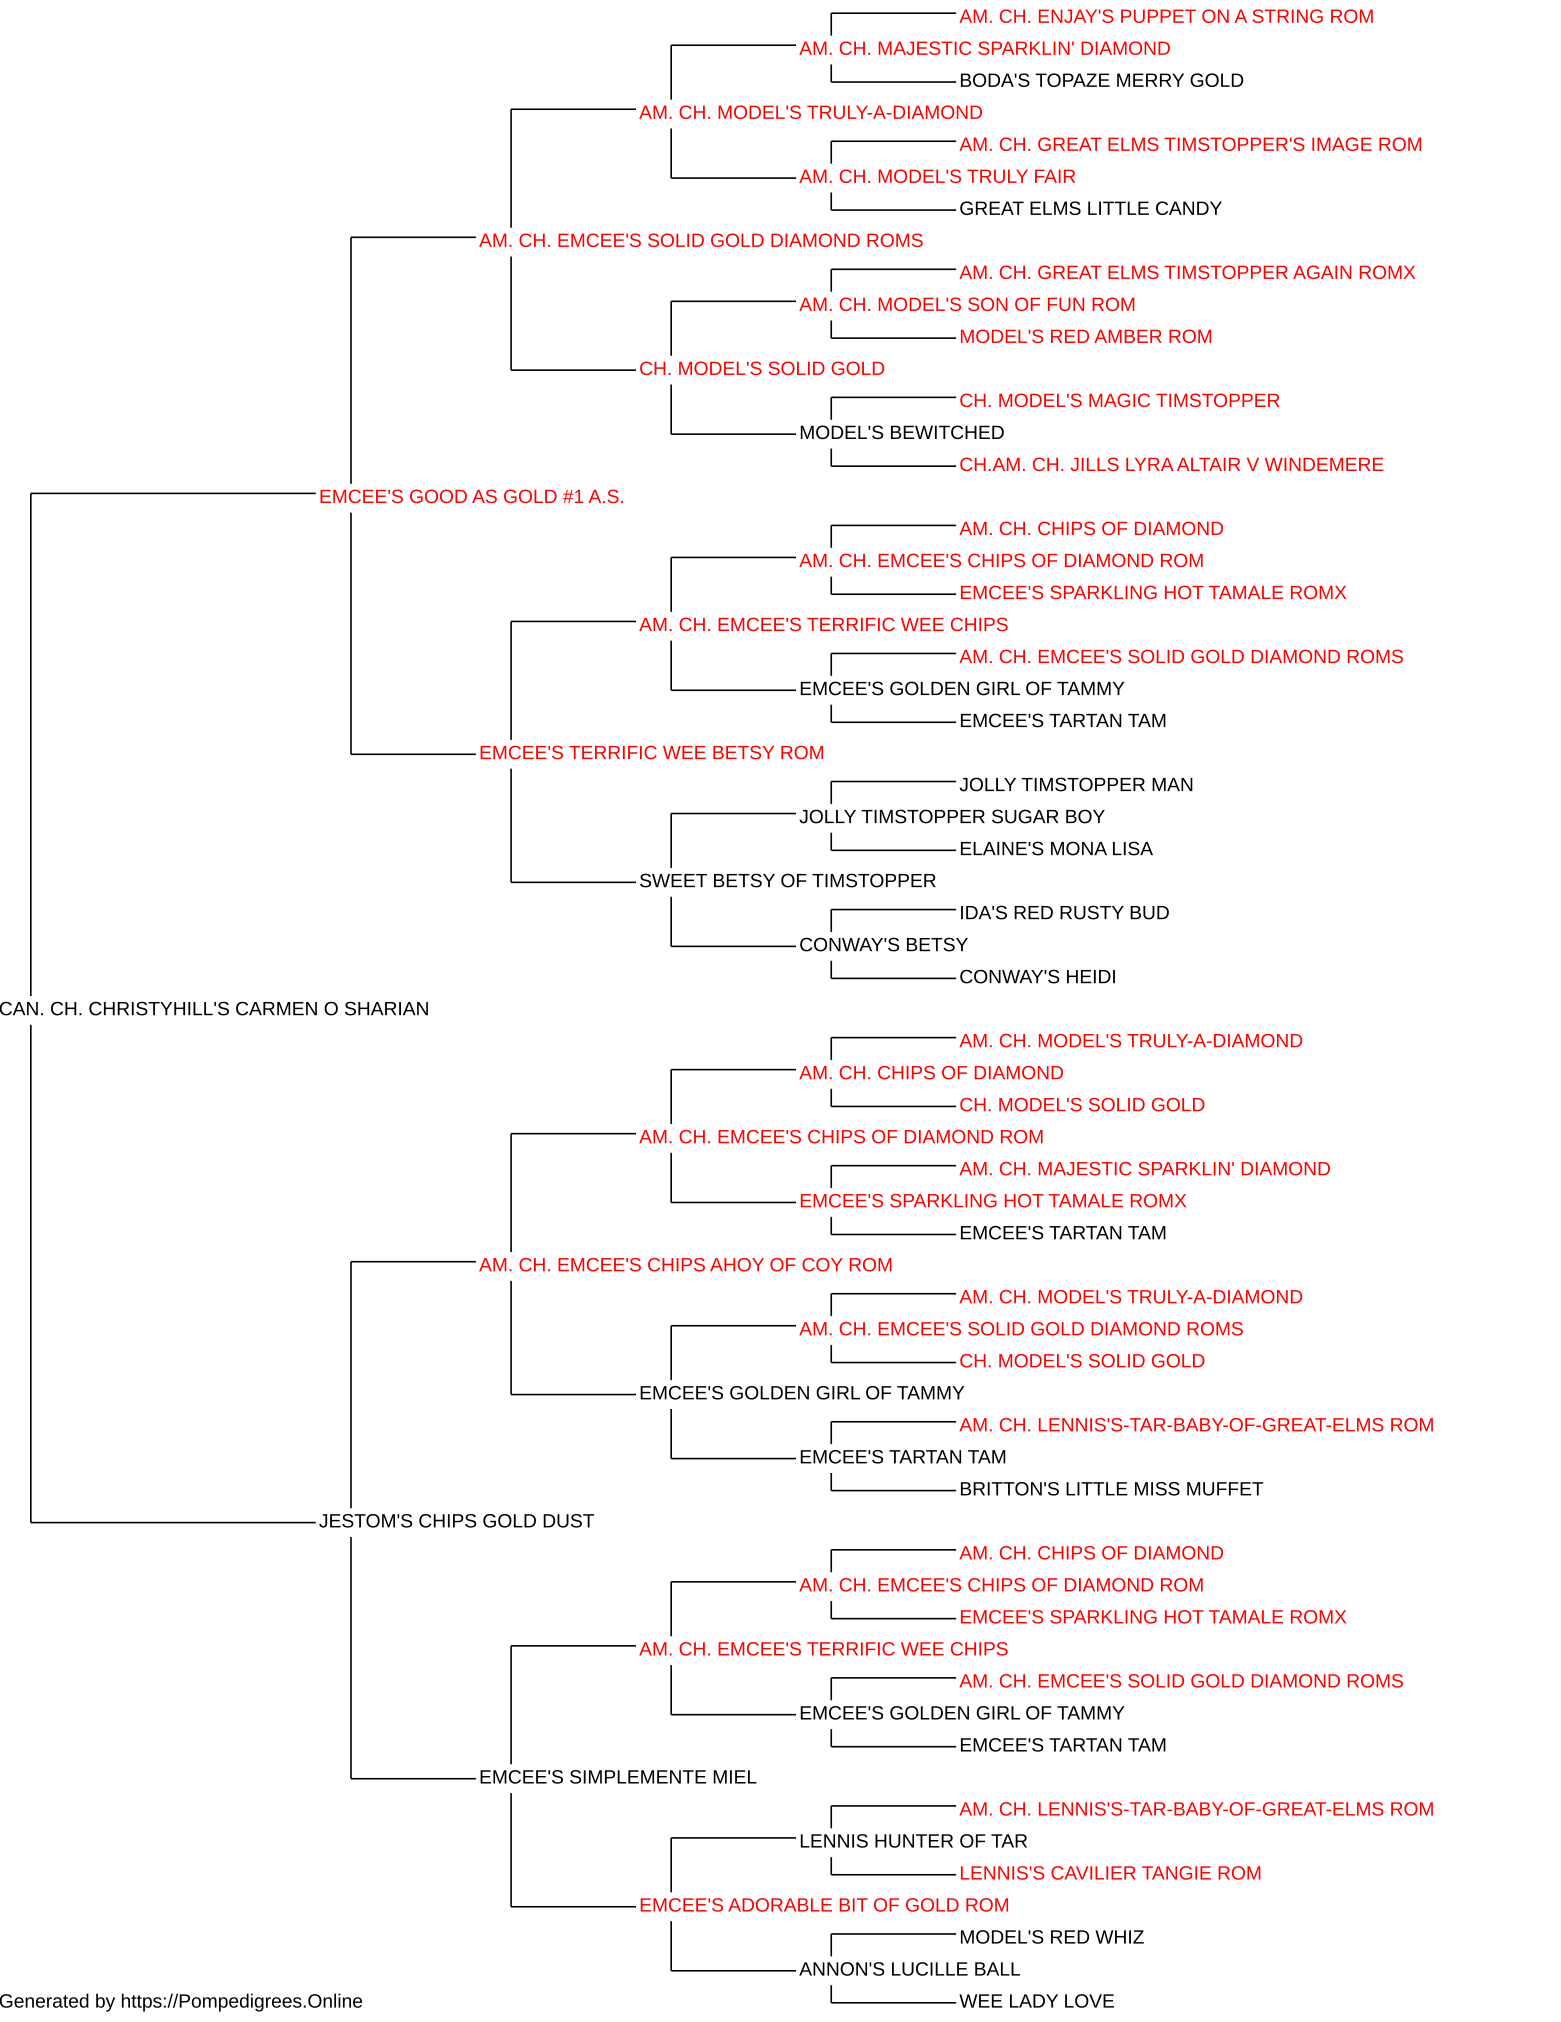 AM. CH. ENJAY'S PUPPET ON A STRING ROM
AM. CH. MAJESTIC SPARKLIN' DIAMOND
BODA'S TOPAZE MERRY GOLD
AM. CH. MODEL'S TRULY-A-DIAMOND
AM. CH. GREAT ELMS TIMSTOPPER'S IMAGE ROM
AM. CH. MODEL'S TRULY FAIR
GREAT ELMS LITTLE CANDY
AM. CH. EMCEE'S SOLID GOLD DIAMOND ROMS
AM. CH. GREAT ELMS TIMSTOPPER AGAIN ROMX
AM. CH. MODEL'S SON OF FUN ROM
MODEL'S RED AMBER ROM
CH. MODEL'S SOLID GOLD
CH. MODEL'S MAGIC TIMSTOPPER
MODEL'S BEWITCHED
CH.AM. CH. JILLS LYRA ALTAIR V WINDEMERE
EMCEE'S GOOD AS GOLD #1 A.S.
AM. CH. CHIPS OF DIAMOND
AM. CH. EMCEE'S CHIPS OF DIAMOND ROM
EMCEE'S SPARKLING HOT TAMALE ROMX
AM. CH. EMCEE'S TERRIFIC WEE CHIPS
AM. CH. EMCEE'S SOLID GOLD DIAMOND ROMS
EMCEE'S GOLDEN GIRL OF TAMMY
EMCEE'S TARTAN TAM
EMCEE'S TERRIFIC WEE BETSY ROM
JOLLY TIMSTOPPER MAN
JOLLY TIMSTOPPER SUGAR BOY
ELAINE'S MONA LISA
SWEET BETSY OF TIMSTOPPER
IDA'S RED RUSTY BUD
CONWAY'S BETSY
CONWAY'S HEIDI
CAN. CH. CHRISTYHILL'S CARMEN O SHARIAN
AM. CH. MODEL'S TRULY-A-DIAMOND
AM. CH. CHIPS OF DIAMOND
CH. MODEL'S SOLID GOLD
AM. CH. EMCEE'S CHIPS OF DIAMOND ROM
AM. CH. MAJESTIC SPARKLIN' DIAMOND
EMCEE'S SPARKLING HOT TAMALE ROMX
EMCEE'S TARTAN TAM
AM. CH. EMCEE'S CHIPS AHOY OF COY ROM
AM. CH. MODEL'S TRULY-A-DIAMOND
AM. CH. EMCEE'S SOLID GOLD DIAMOND ROMS
CH. MODEL'S SOLID GOLD
EMCEE'S GOLDEN GIRL OF TAMMY
AM. CH. LENNIS'S-TAR-BABY-OF-GREAT-ELMS ROM
EMCEE'S TARTAN TAM
BRITTON'S LITTLE MISS MUFFET
JESTOM'S CHIPS GOLD DUST
AM. CH. CHIPS OF DIAMOND
AM. CH. EMCEE'S CHIPS OF DIAMOND ROM
EMCEE'S SPARKLING HOT TAMALE ROMX
AM. CH. EMCEE'S TERRIFIC WEE CHIPS
AM. CH. EMCEE'S SOLID GOLD DIAMOND ROMS
EMCEE'S GOLDEN GIRL OF TAMMY
EMCEE'S TARTAN TAM
EMCEE'S SIMPLEMENTE MIEL
AM. CH. LENNIS'S-TAR-BABY-OF-GREAT-ELMS ROM
LENNIS HUNTER OF TAR
LENNIS'S CAVILIER TANGIE ROM
EMCEE'S ADORABLE BIT OF GOLD ROM
MODEL'S RED WHIZ
ANNON'S LUCILLE BALL
WEE LADY LOVE
Generated by https://Pompedigrees.Online